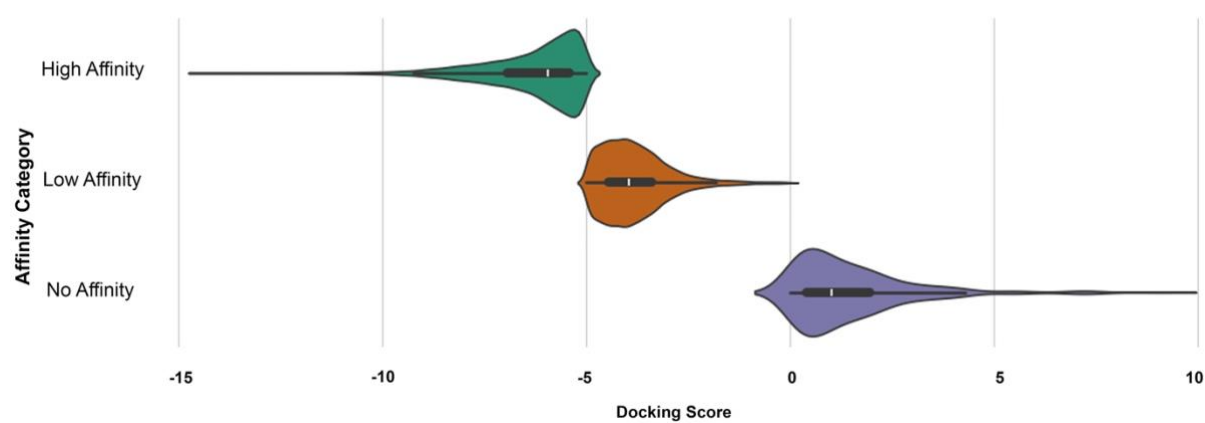 Affinity Category
High Affinity
Low Affinity
No Affinity
-15 -10 -5 0 5 10
Docking Score